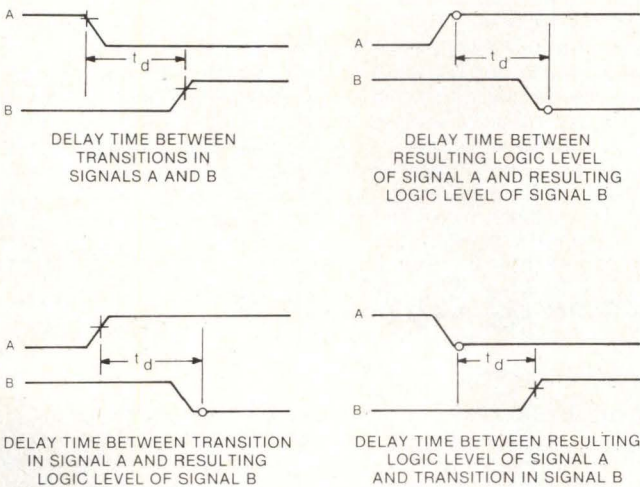 A
t d
B
DELAY TIME BETWEEN
TRANSITIONS IN
SIGNALS A AND B
A
t d
B
DELAY TIME BETWEEN
RESULTING LOGIC LEVEL
OF SIGNAL A AND RESULTING
LOGIC LEVEL OF SIGNAL B
A
t d
B
DELAY TIME BETWEEN TRANSITION
IN SIGNAL A AND RESULTING
LOGIC LEVEL OF SIGNAL B
A
t d
B
DELAY TIME BETWEEN RESULTING
LOGIC LEVEL OF SIGNAL A
AND TRANSITION IN SIGNAL B